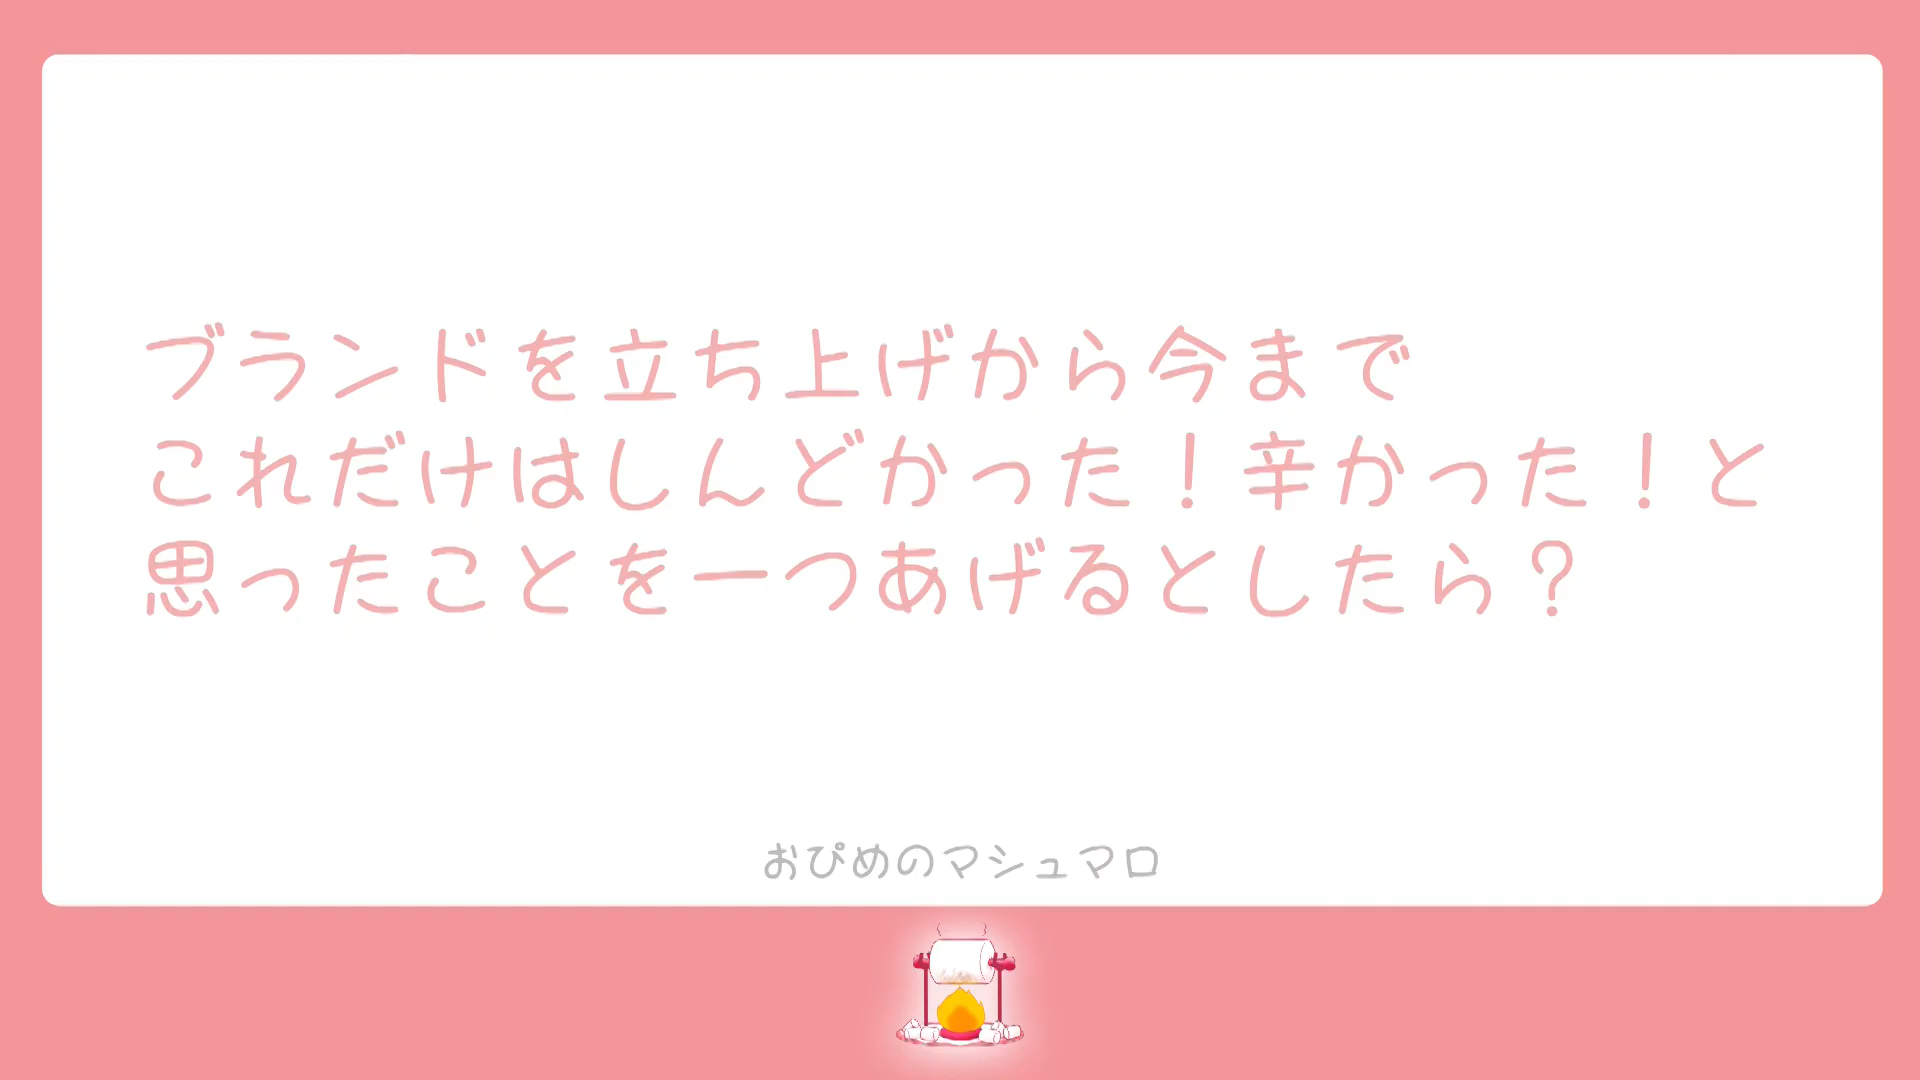 ブランドを立ち上げから今まで
これだけはしんどかった！辛かった！と
思ったことを一つあげるとしたら？
おぴめのマシュマロ